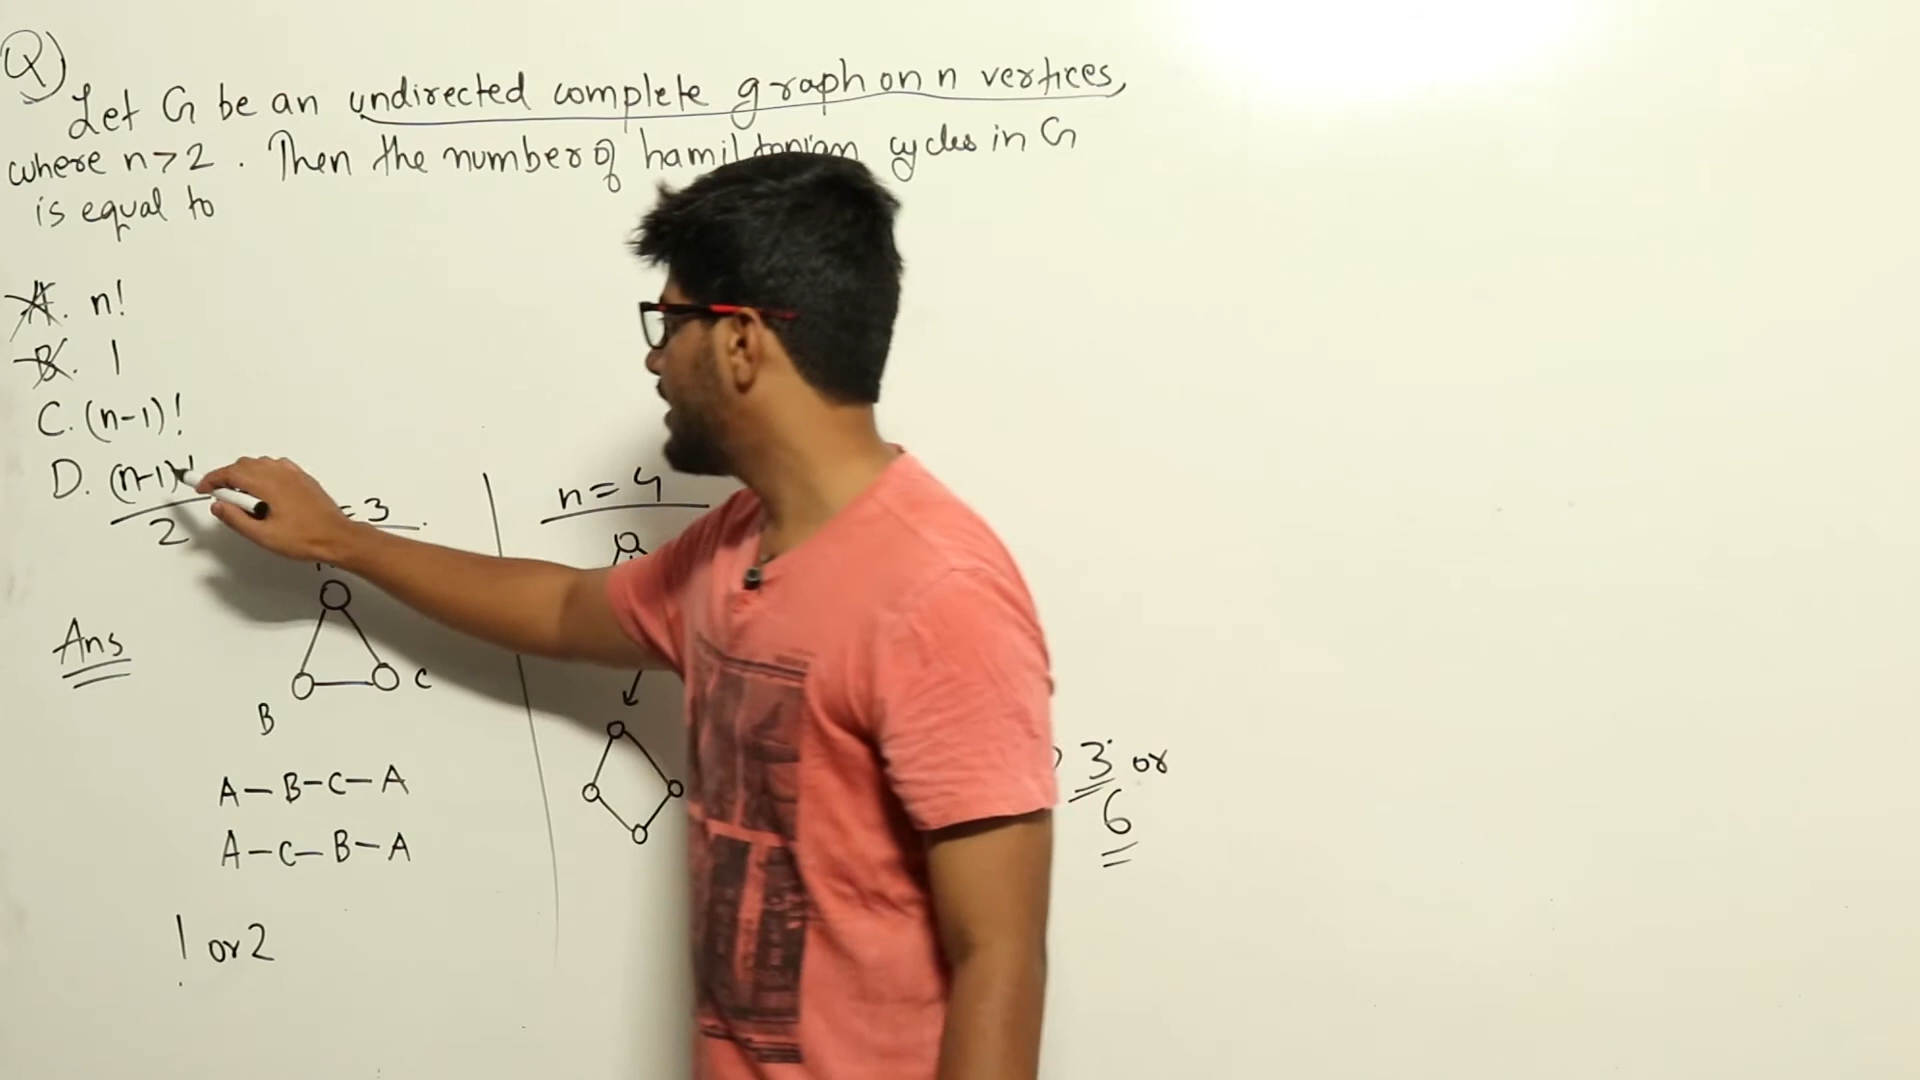 Q)
Let G be an undirected complete graph on n vertices,
where n>2. Then the number of hamiltonian cycles in G
is equal to
A. n!
B. 1
C. (n-1)!
D. (n-1)!
2
=3
n=4
Ans
C
B
A-B-C-A
A-C-B-A
1 or 2
3 or
6